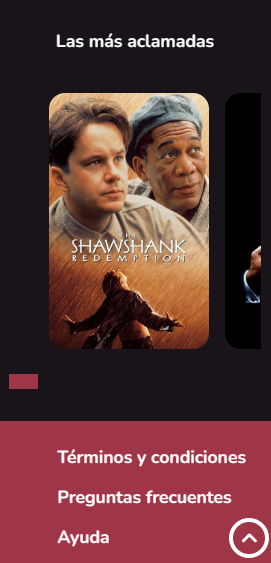 Las más aclamadas
THE
SHAWSHANK
REDEMPTION
Términos y condiciones
Preguntas frecuentes
Ayuda